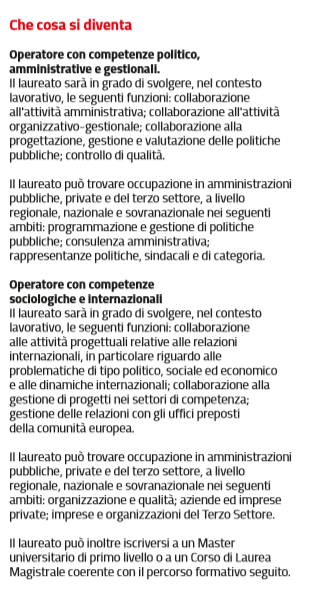 Che cosa si diventa
Operatore con competenze politico,
amministrative e gestionali.
Il laureato sarà in grado di svolgere, nel contesto
lavorativo, le seguenti funzioni: collaborazione
all'attività amministrativa; collaborazione all'attività
organizzativo-gestionale; collaborazione alla
progettazione, gestione e valutazione delle politiche
pubbliche; controllo di qualità.
Il laureato può trovare occupazione in amministrazioni
pubbliche, private e del terzo settore, a livello
regionale, nazionale e sovranazionale nei seguenti
ambiti: programmazione e gestione di politiche
pubbliche; consulenza amministrativa;
rappresentanze politiche, sindacali e di categoria.
Operatore con competenze
sociologiche e internazionali
Il laureato sarà in grado di svolgere, nel contesto
lavorativo, le seguenti funzioni: collaborazione
alle attività progettuali relative alle relazioni
internazionali, in particolare riguardo alle
problematiche di tipo politico, sociale ed economico
e alle dinamiche internazionali; collaborazione alla
gestione di progetti nei settori di competenza;
gestione delle relazioni con gli uffici preposti
della comunità europea.
Il laureato può trovare occupazione in amministrazioni
pubbliche, private e del terzo settore, a livello
regionale, nazionale e sovranazionale nei seguenti
ambiti: organizzazione e qualità; aziende ed imprese
private; imprese e organizzazioni del Terzo Settore.
Il laureato può inoltre iscriversi a un Master
universitario di primo livello o a un Corso di Laurea
Magistrale coerente con il percorso formativo seguito.